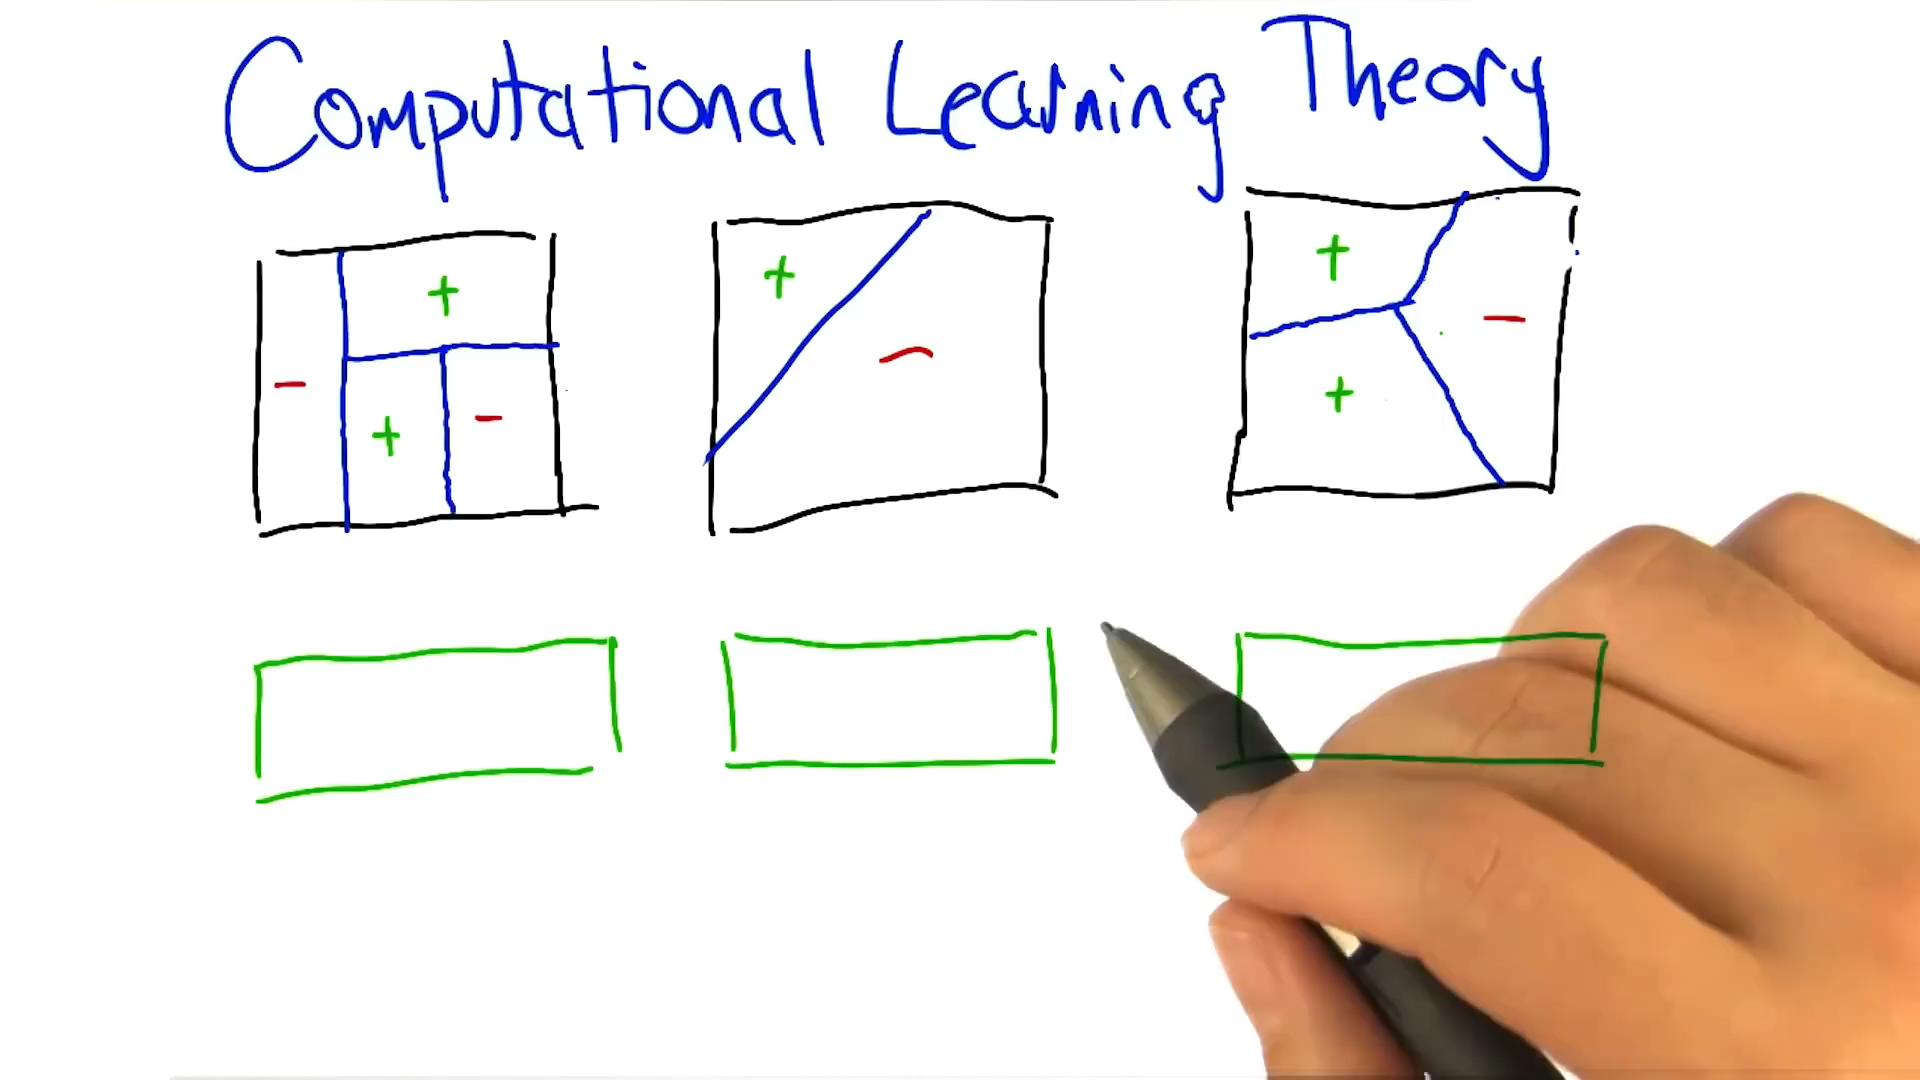 Computational Learning Theory
+ + -
- + -
+ -
+